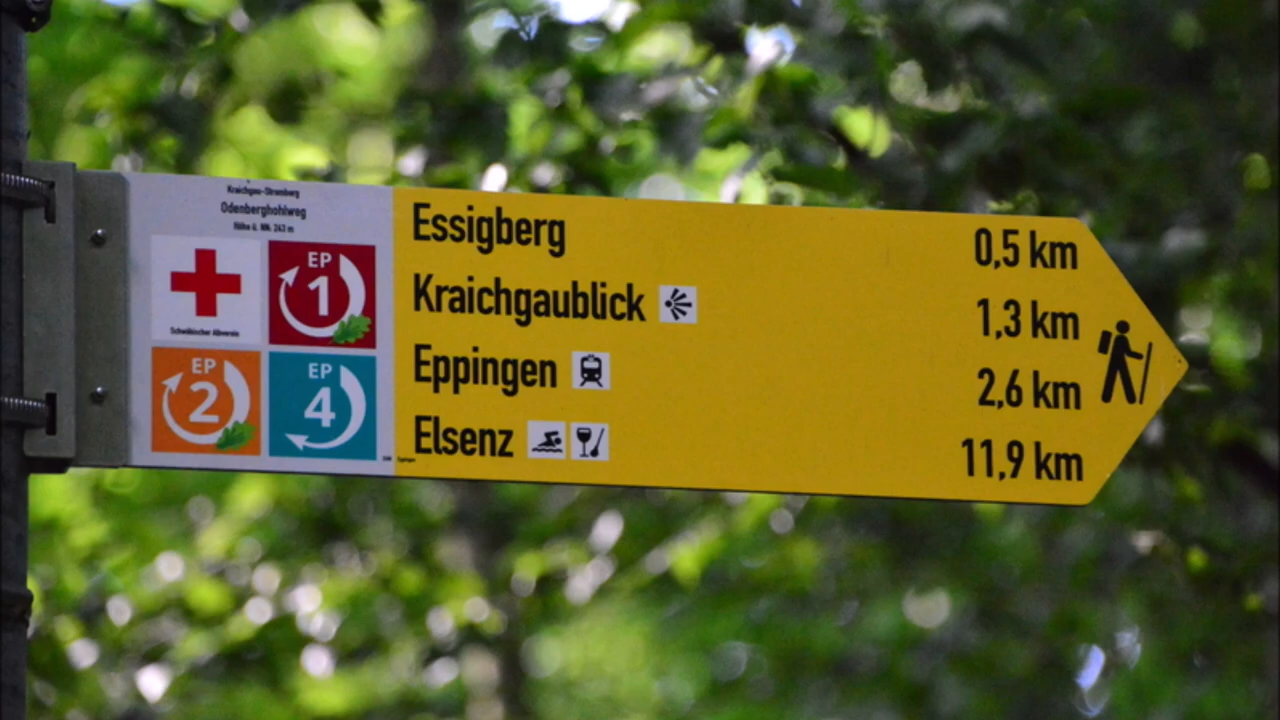 Kraichgau-Stromberg
Odenberghohlweg
Höhe ü. NN. 243 m
Schwäbischer Albverein
EP 1
EP 2
EP 4
Essigberg 0,5 km
Kraichgaublick 1,3 km
Eppingen 2,6 km
Elsenz 11,9 km